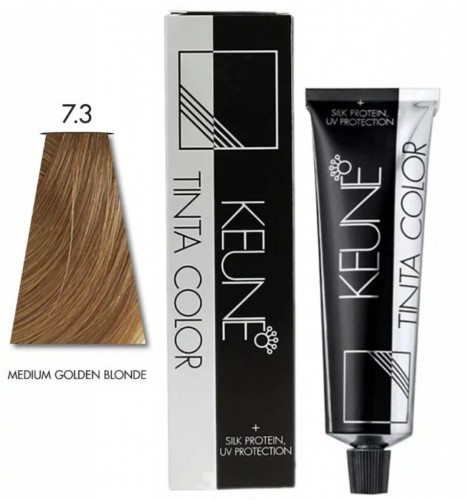 7.3
MEDIUM GOLDEN BLONDE
KEUNE
TINTA COLOR
+
SILK PROTEIN,
UV PROTECTION
+
SILK PROTEIN,
UV PROTECTION
KEUNE
TINTA COLOR